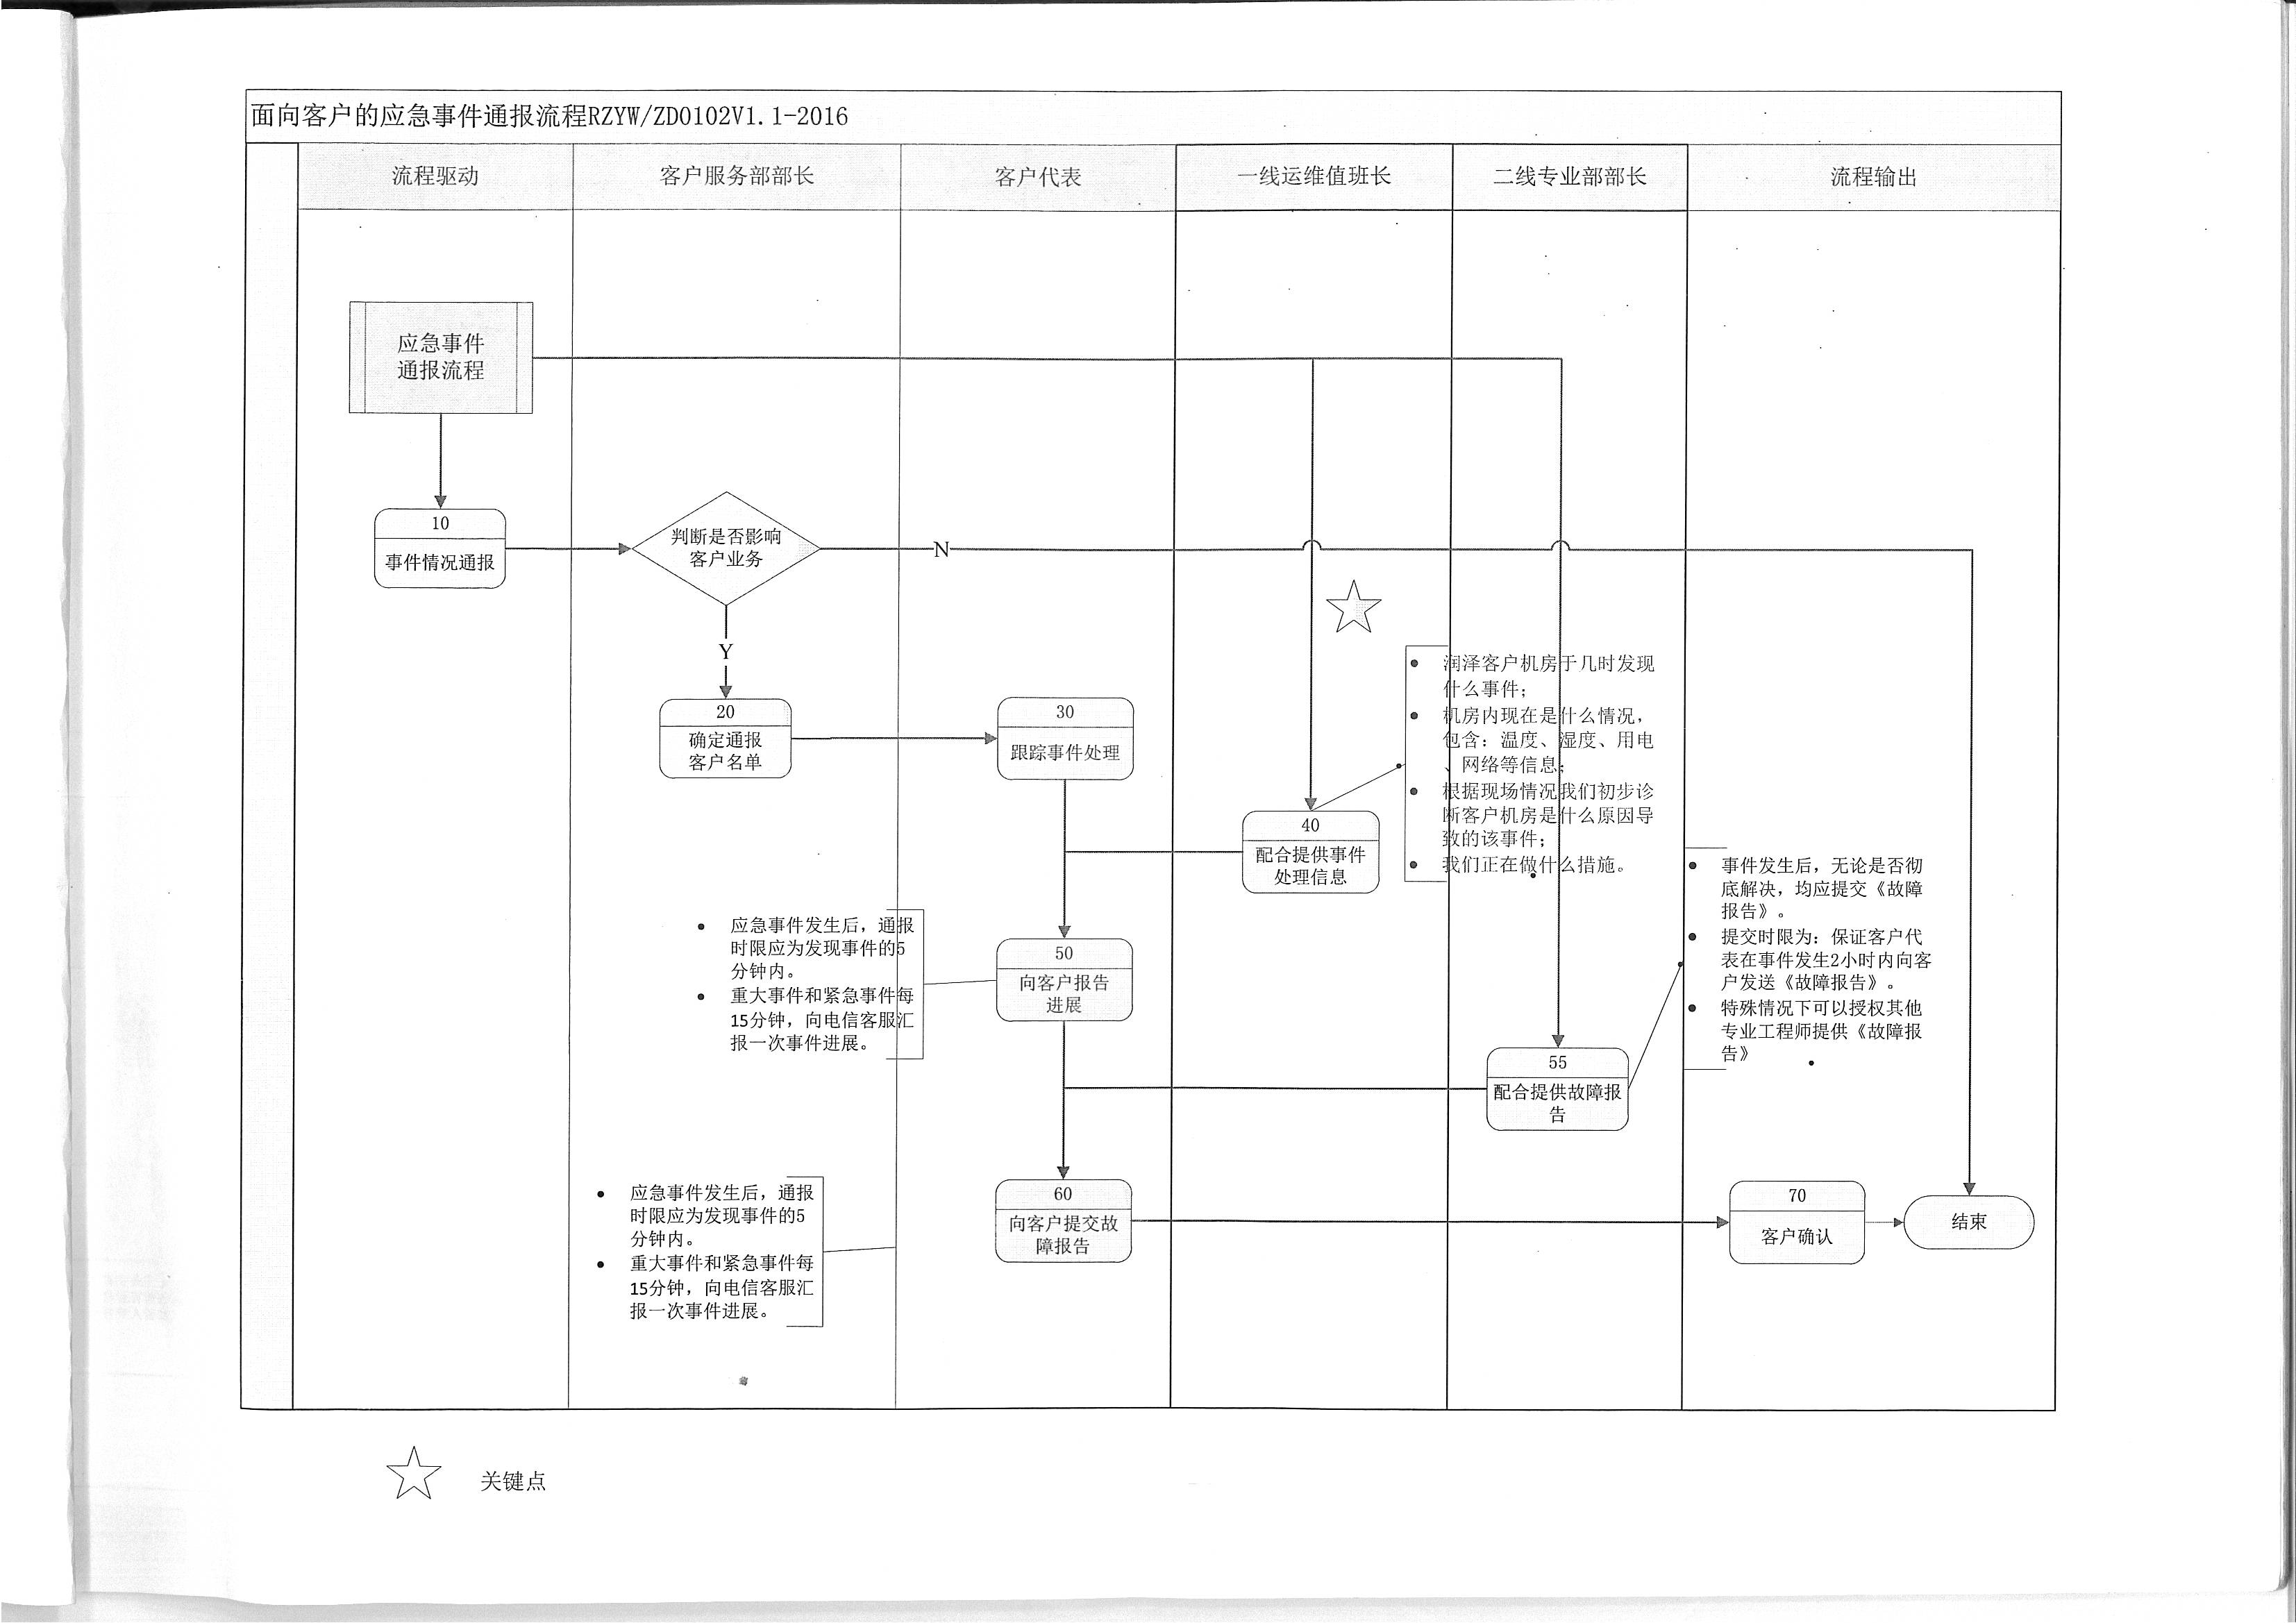 面向客户的应急事件通报流程RZYW/ZD0102V1.1-2016
流程驱动
客户服务部部长
客户代表
一线运维值班长
二线专业部部长
流程输出
应急事件
通报流程
10
事件情况通报
判断是否影响
客户业务
N
Y
20
确定通报
客户名单
30
跟踪事件处理
• 润泽客户机房于几时发现
什么事件；
• 机房内现在是什么情况，
包含：温度、湿度、用电
、网络等信息；
• 根据现场情况我们初步诊
断客户机房是什么原因导
致的该事件；
• 我们正在做什么措施。
40
配合提供事件
处理信息
• 事件发生后，无论是否彻
底解决，均应提交《故障
报告》。
• 提交时限为：保证客户代
表在事件发生2小时内向客
户发送《故障报告》。
• 特殊情况下可以授权其他
专业工程师提供《故障报
告》
• 应急事件发生后，通报
时限应为发现事件的5
分钟内。
• 重大事件和紧急事件每
15分钟，向电信客服汇
报一次事件进展。
50
向客户报告
进展
55
配合提供故障报
告
• 应急事件发生后，通报
时限应为发现事件的5
分钟内。
• 重大事件和紧急事件每
15分钟，向电信客服汇
报一次事件进展。
60
向客户提交故
障报告
70
客户确认
结束
关键点